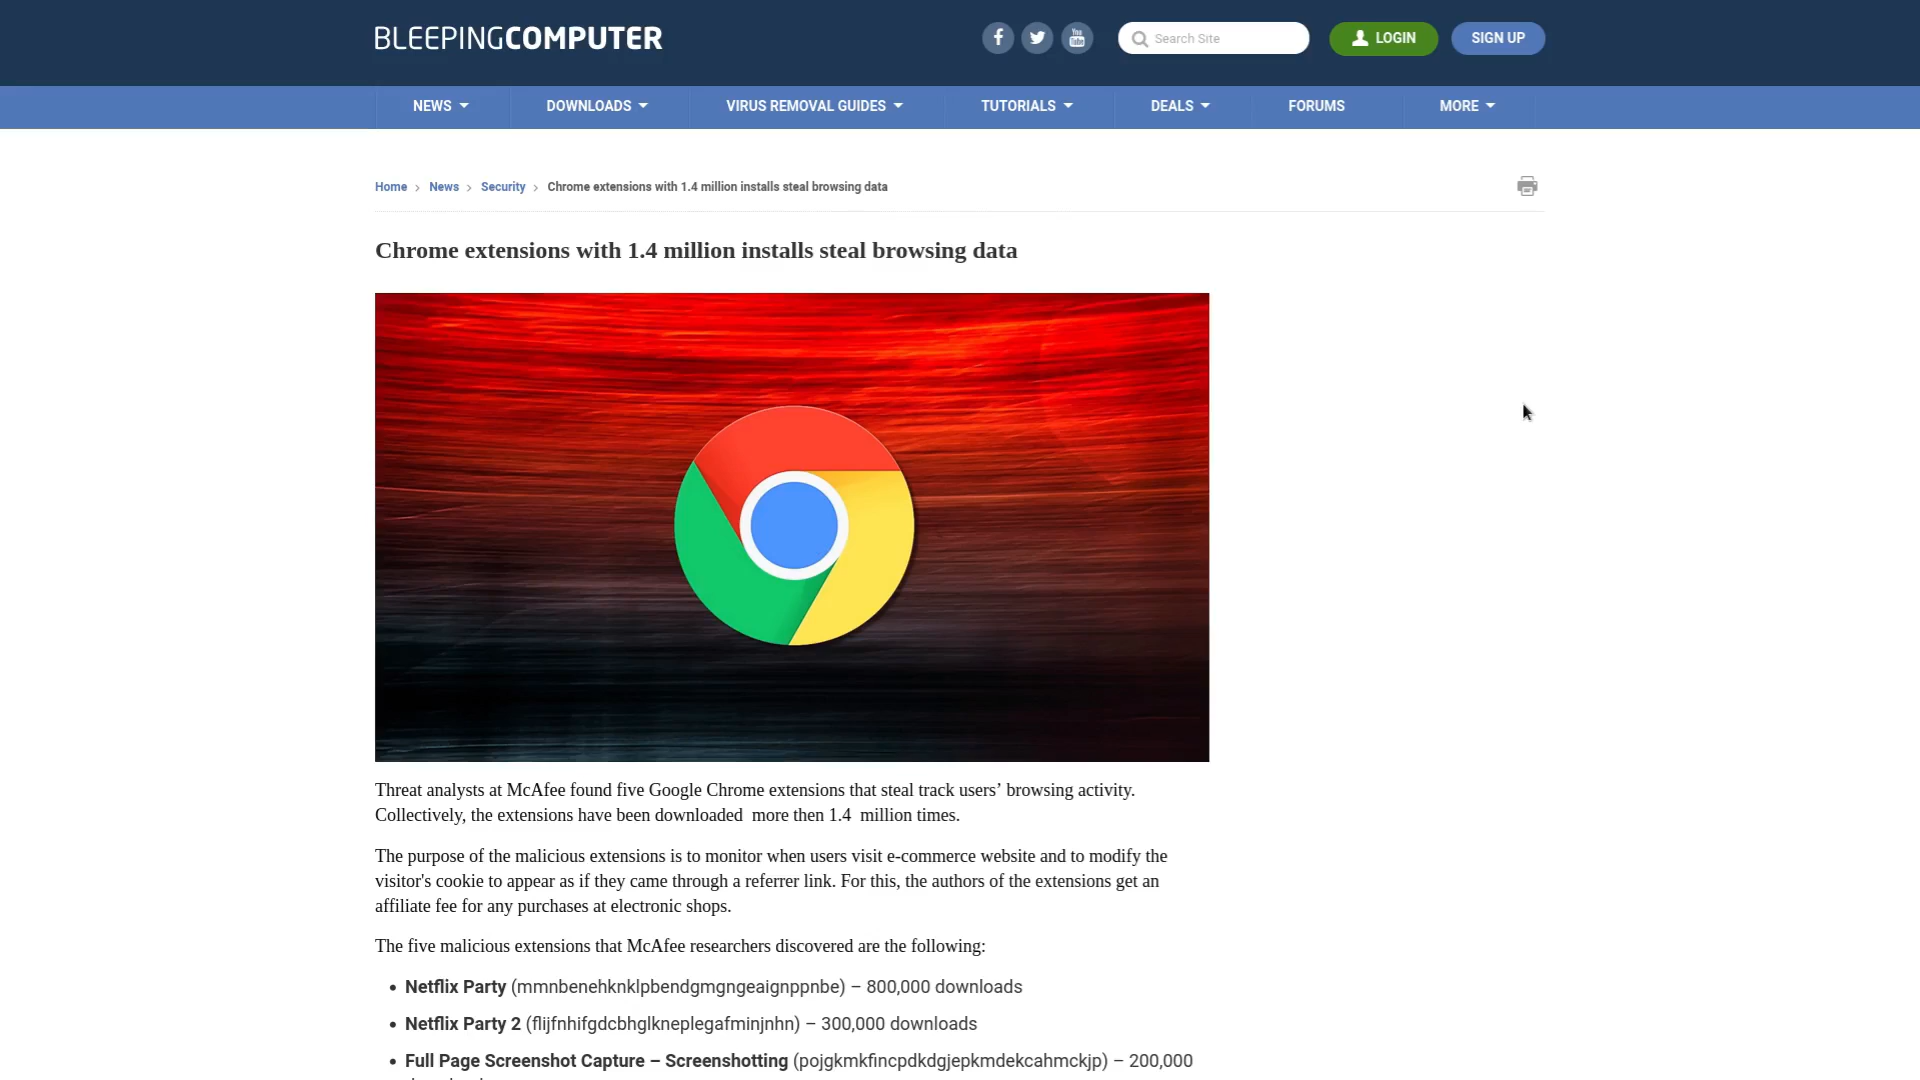 BLEEPINGCOMPUTER
Search Site
LOGIN
SIGN UP
NEWS
DOWNLOADS
VIRUS REMOVAL GUIDES
TUTORIALS
DEALS
FORUMS
MORE
Home > News > Security > Chrome extensions with 1.4 million installs steal browsing data
Chrome extensions with 1.4 million installs steal browsing data
Threat analysts at McAfee found five Google Chrome extensions that steal track users’ browsing activity.
Collectively, the extensions have been downloaded  more then 1.4  million times.
The purpose of the malicious extensions is to monitor when users visit e-commerce website and to modify the
visitor's cookie to appear as if they came through a referrer link. For this, the authors of the extensions get an
affiliate fee for any purchases at electronic shops.
The five malicious extensions that McAfee researchers discovered are the following:
• Netflix Party (mmnbenehknklpbendgmgngeaignppnbe) – 800,000 downloads
• Netflix Party 2 (flijfnhifgdcbhglkneplegafminjnhn) – 300,000 downloads
• Full Page Screenshot Capture – Screenshotting (pojgkmkfincpdkdgjepkmdekcahmckjp) – 200,000